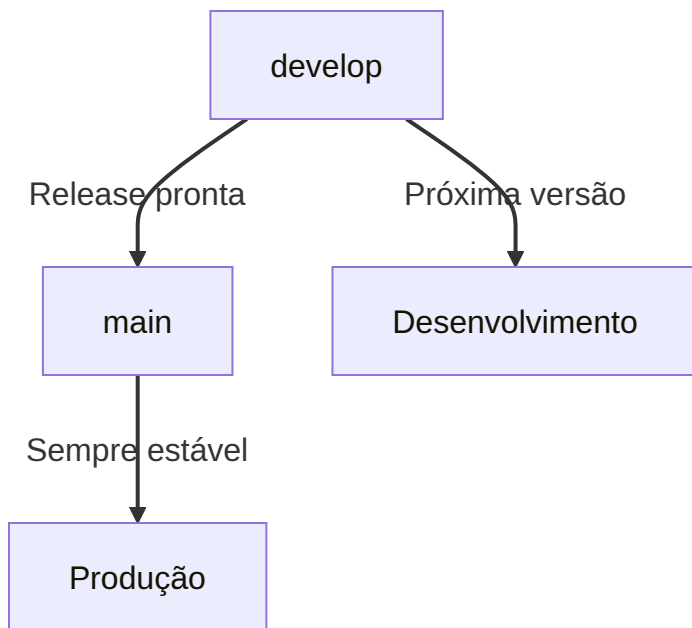 develop
Release pronta
Próxima versão
main
Desenvolvimento
Sempre estável
Produção